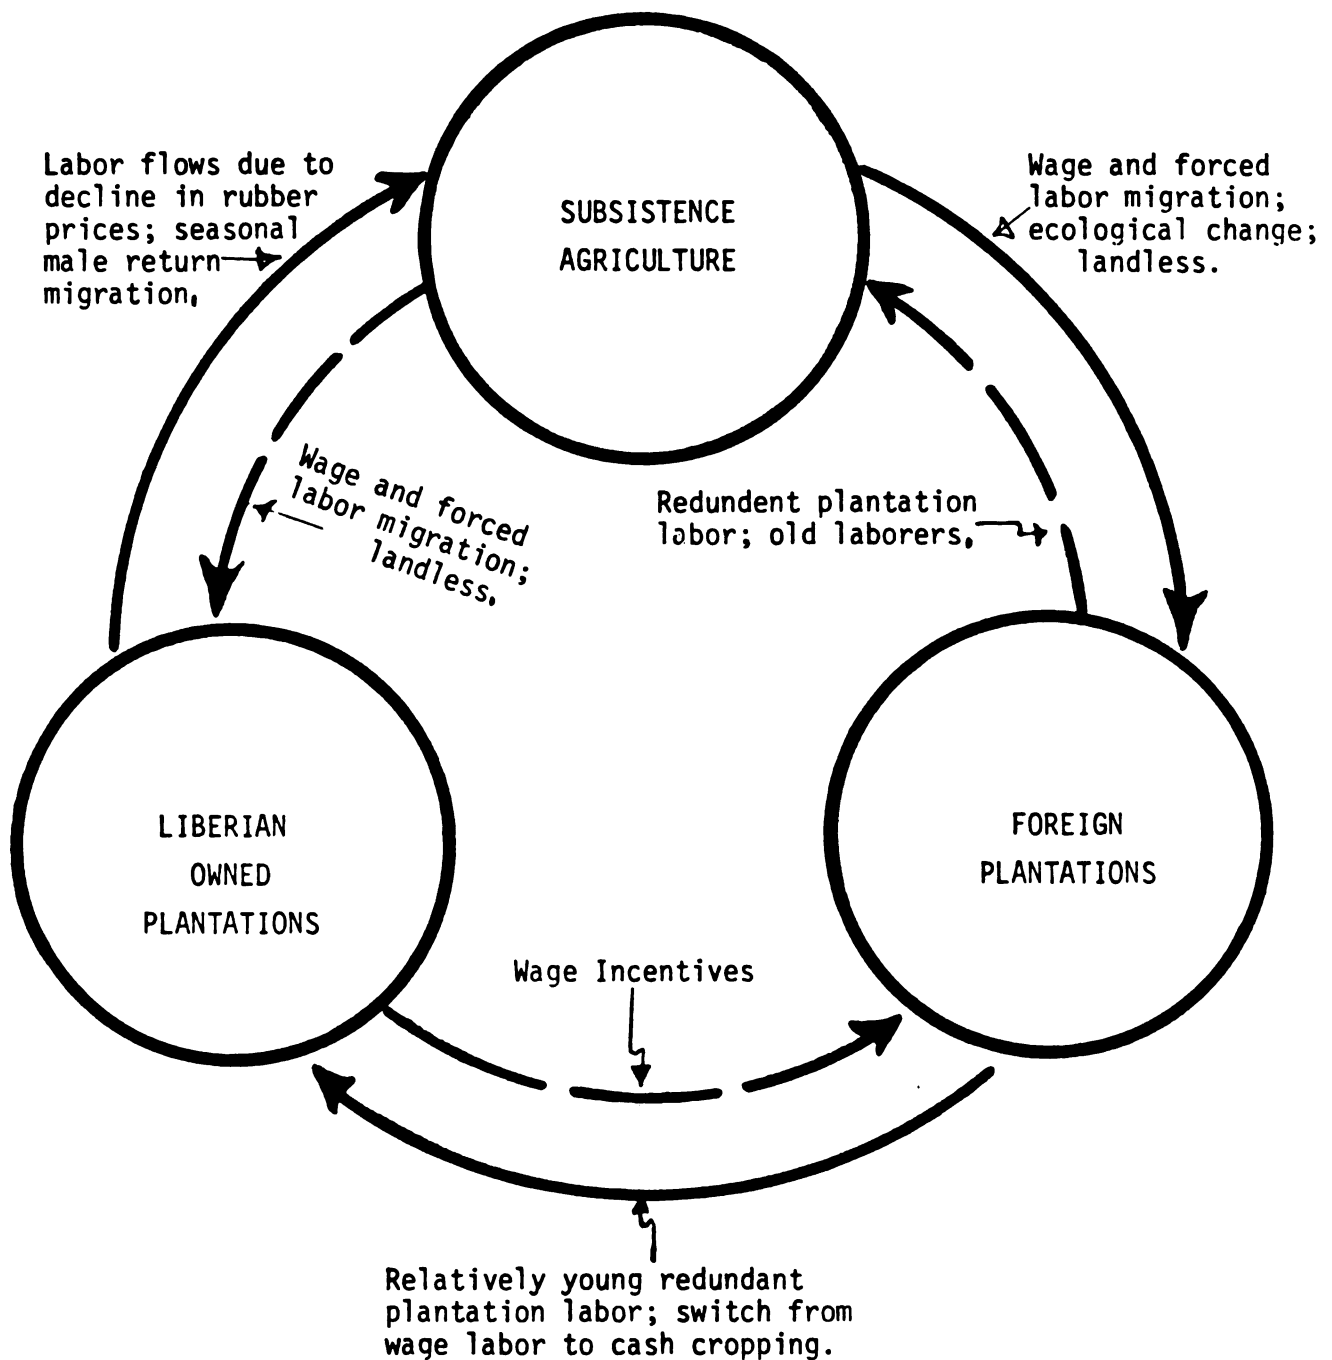 Labor flows due to
decline in rubber
prices; seasonal
male return
migration.
SUBSISTENCE
AGRICULTURE
Wage and forced
labor migration;
ecological change;
landless.
Wage and forced
labor migration;
landless.
Redundent plantation
labor; old laborers.
LIBERIAN
OWNED
PLANTATIONS
FOREIGN
PLANTATIONS
Wage Incentives
Relatively young redundant
plantation labor; switch from
wage labor to cash cropping.